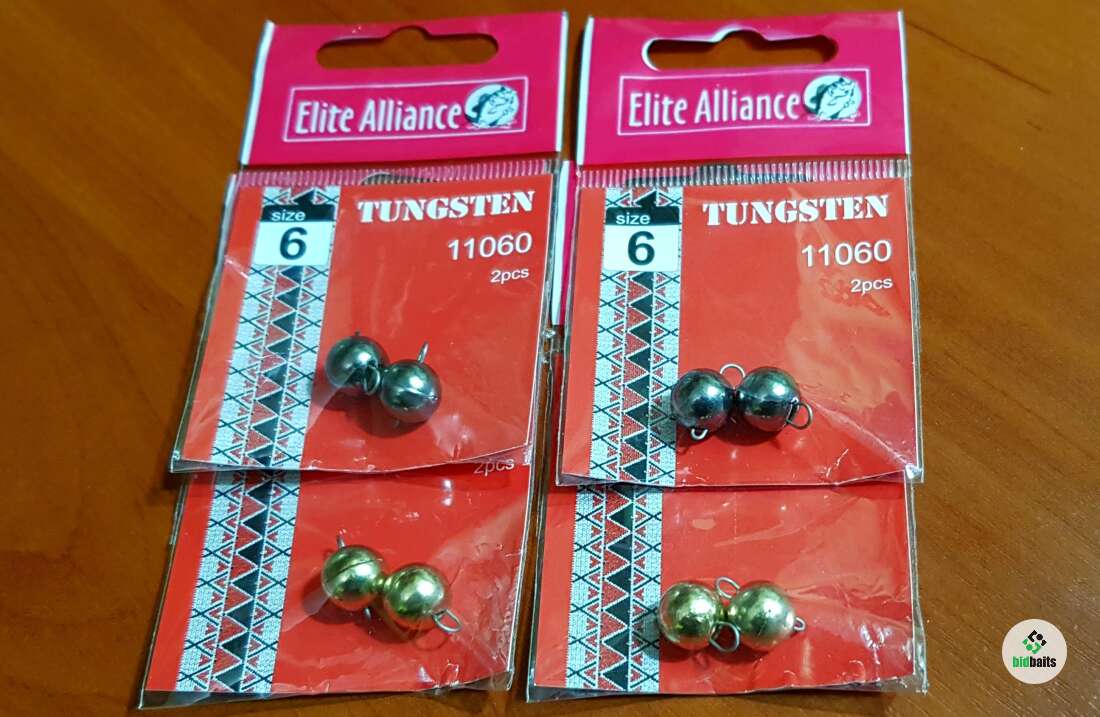 Elite Alliance
size
6
TUNGSTEN
11060
2pcs
2pcs
Elite Alliance
size
6
TUNGSTEN
11060
2pcs
bidbaits